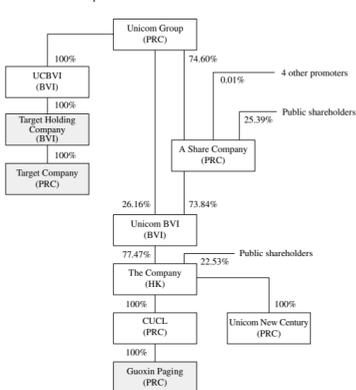 Unicom Group
(PRC)
100%
74.60%
UCBVI
(BVI)
0.01%
4 other promoters
100%
Public shareholders
25.39%
Target Holding
Company
(BVI)
100%
A Share Company
(PRC)
Target Company
(PRC)
26.16%
73.84%
Unicom BVI
(BVI)
77.47%
Public shareholders
22.53%
The Company
(HK)
100%
100%
CUCL
(PRC)
Unicom New Century
(PRC)
100%
Guoxin Paging
(PRC)